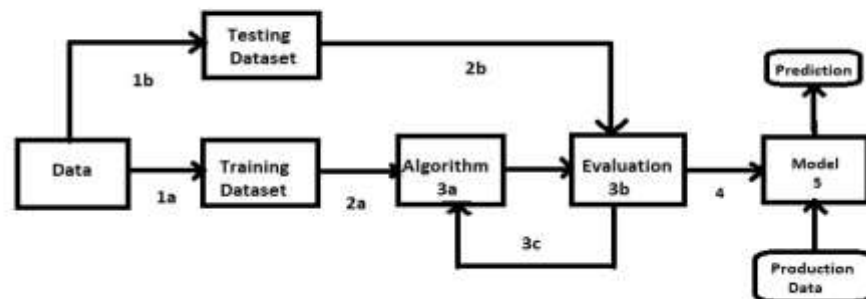 Testing
Dataset
1b
2b
Prediction
Data
1a
Training
Dataset
2a
Algorithm
3a
Evaluation
3b
4
Model
5
3c
Production
Data